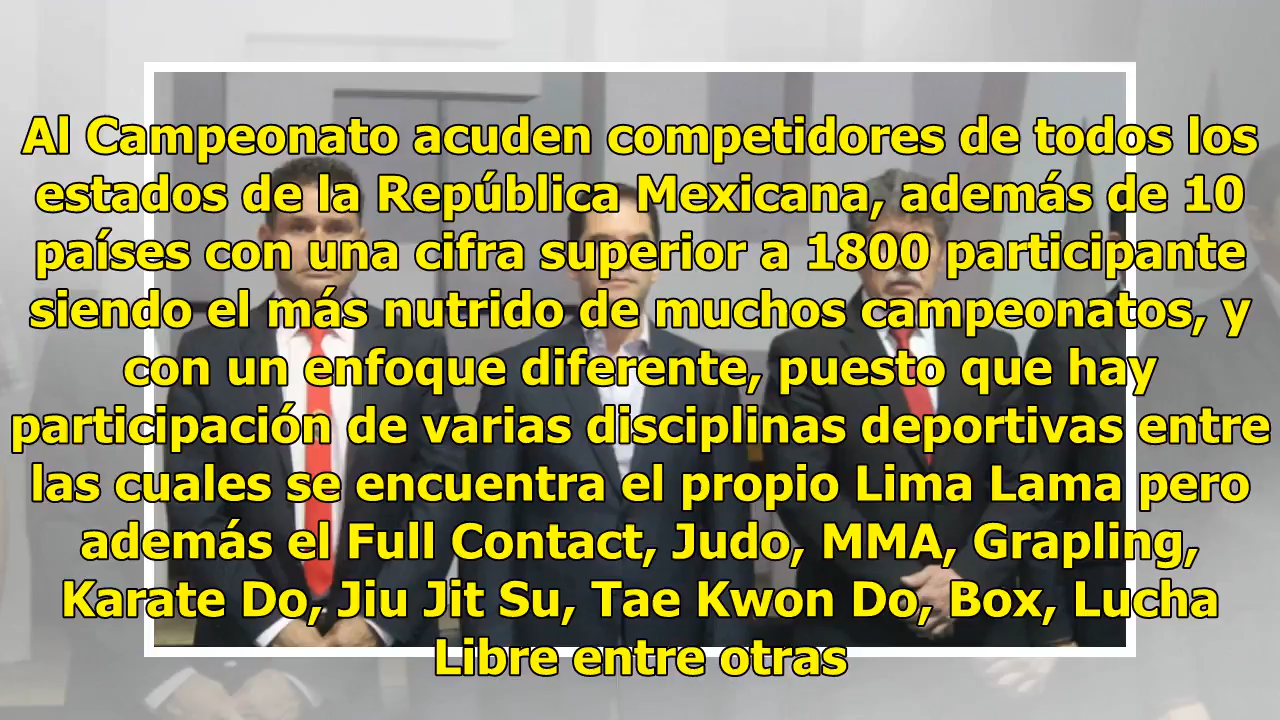 Al Campeonato acuden competidores de todos los
estados de la República Mexicana, además de 10
países con una cifra superior a 1800 participante
siendo el más nutrido de muchos campeonatos, y
con un enfoque diferente, puesto que hay
participación de varias disciplinas deportivas entre
las cuales se encuentra el propio Lima Lama pero
además el Full Contact, Judo, MMA, Grapling,
Karate Do, Jiu Jit Su, Tae Kwon Do, Box, Lucha
Libre entre otras